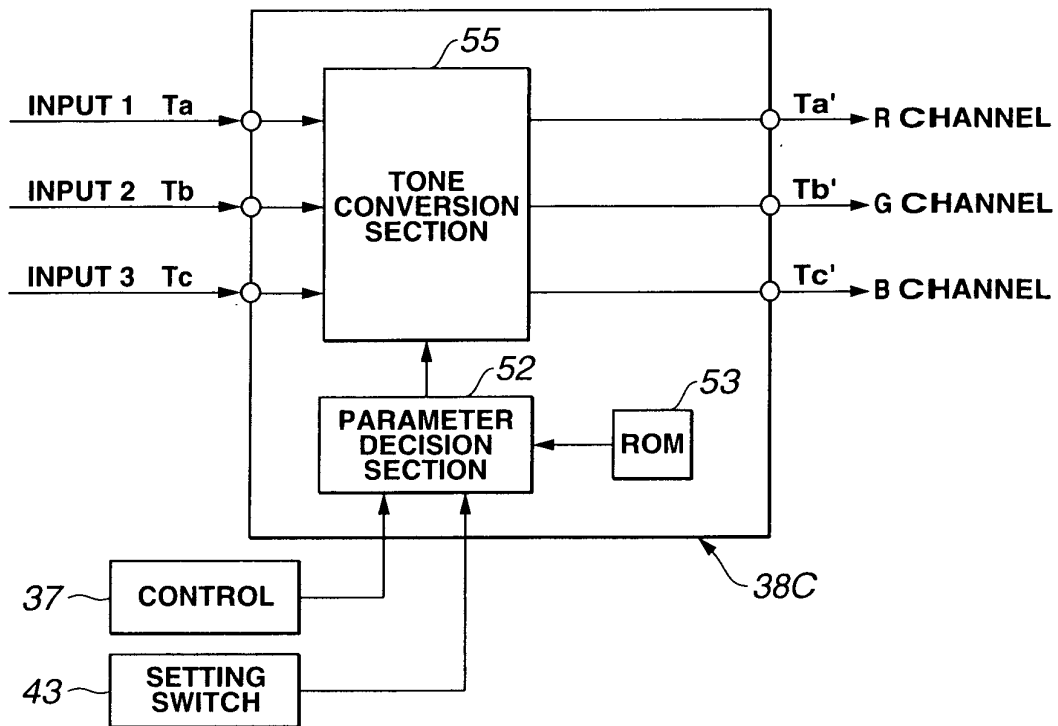 55
INPUT 1 Ta
Ta' R CHANNEL
INPUT 2 Tb
TONE
CONVERSION
SECTION
Tb' G CHANNEL
INPUT 3 Tc
Tc' B CHANNEL
52
53
PARAMETER
DECISION
SECTION
ROM
37
CONTROL
38C
43
SETTING
SWITCH